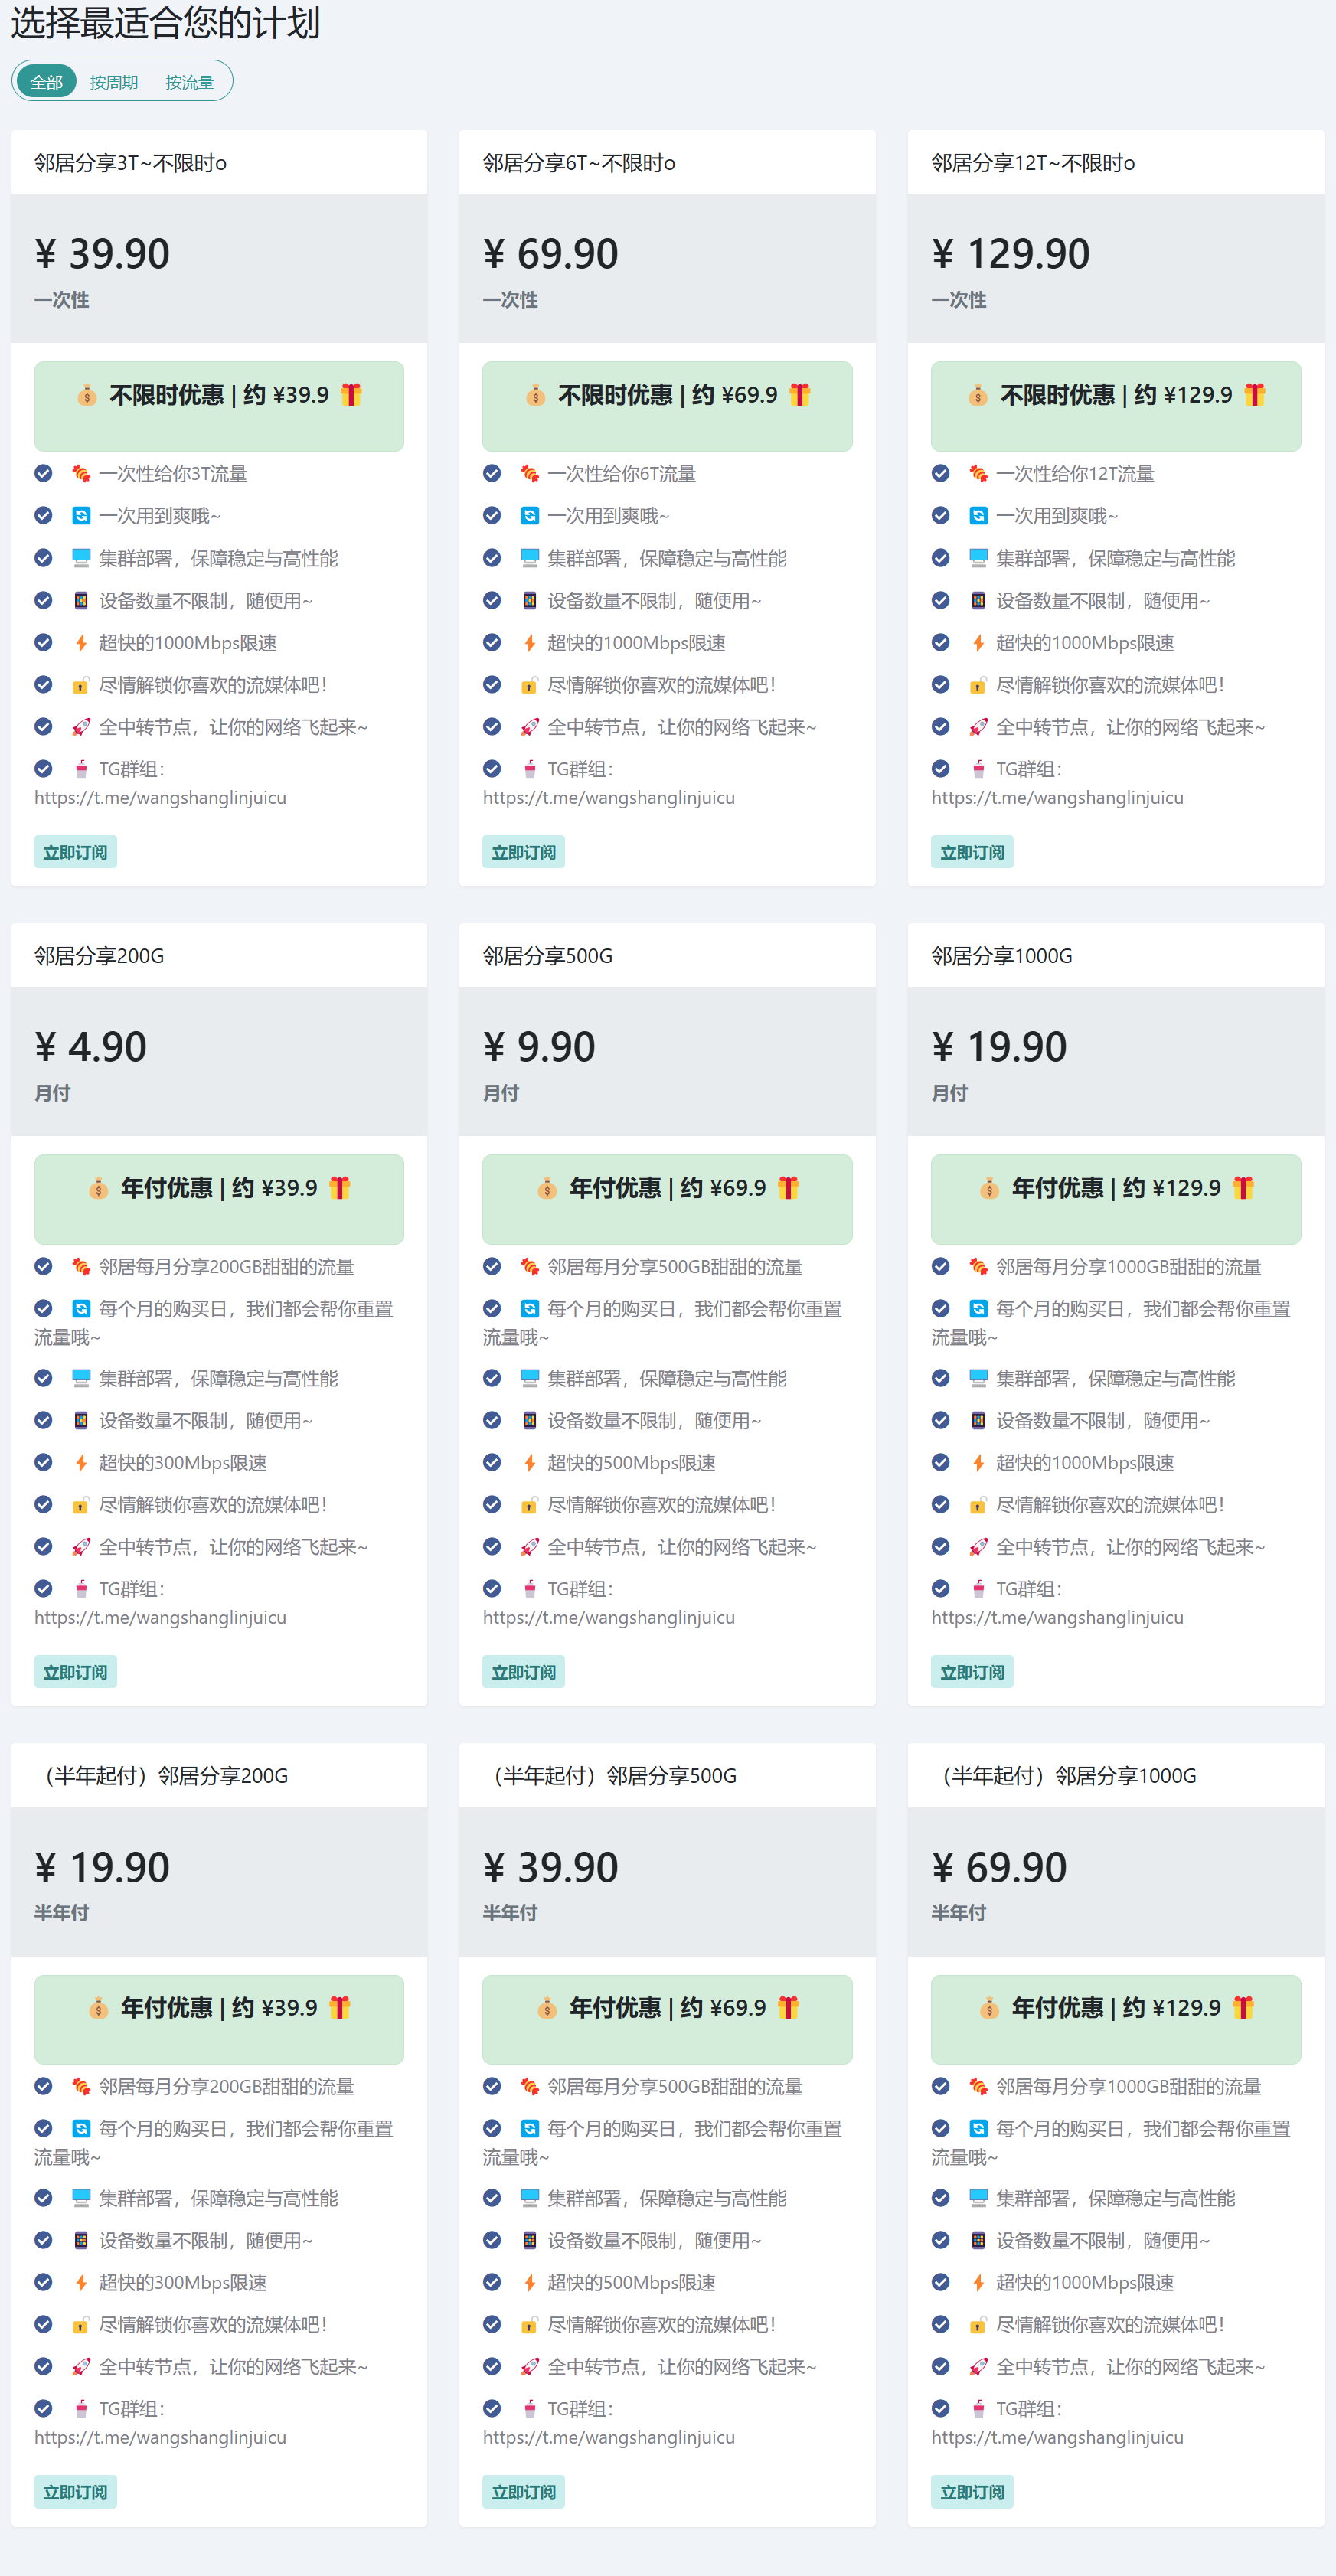 选择最适合您的计划
全部 按周期 按流量
邻居分享3T~不限时o
¥ 39.90
一次性
💰 不限时优惠 | 约 ¥39.9 🎁
🍬 一次性给你3T流量
🔄 一次用到爽哦~
🖥️ 集群部署，保障稳定与高性能
📱 设备数量不限制，随便用~
⚡ 超快的1000Mbps限速
🔓 尽情解锁你喜欢的流媒体吧！
🚀 全中转节点，让你的网络飞起来~
🥤 TG群组：
https://t.me/wangshanglinjuicu
立即订阅
邻居分享6T~不限时o
¥ 69.90
一次性
💰 不限时优惠 | 约 ¥69.9 🎁
🍬 一次性给你6T流量
🔄 一次用到爽哦~
🖥️ 集群部署，保障稳定与高性能
📱 设备数量不限制，随便用~
⚡ 超快的1000Mbps限速
🔓 尽情解锁你喜欢的流媒体吧！
🚀 全中转节点，让你的网络飞起来~
🥤 TG群组：
https://t.me/wangshanglinjuicu
立即订阅
邻居分享12T~不限时o
¥ 129.90
一次性
💰 不限时优惠 | 约 ¥129.9 🎁
🍬 一次性给你12T流量
🔄 一次用到爽哦~
🖥️ 集群部署，保障稳定与高性能
📱 设备数量不限制，随便用~
⚡ 超快的1000Mbps限速
🔓 尽情解锁你喜欢的流媒体吧！
🚀 全中转节点，让你的网络飞起来~
🥤 TG群组：
https://t.me/wangshanglinjuicu
立即订阅
邻居分享200G
¥ 4.90
月付
💰 年付优惠 | 约 ¥39.9 🎁
🍬 邻居每月分享200GB甜甜的流量
🔄 每个月的购买日，我们都会帮你重置
流量哦~
🖥️ 集群部署，保障稳定与高性能
📱 设备数量不限制，随便用~
⚡ 超快的300Mbps限速
🔓 尽情解锁你喜欢的流媒体吧！
🚀 全中转节点，让你的网络飞起来~
🥤 TG群组：
https://t.me/wangshanglinjuicu
立即订阅
邻居分享500G
¥ 9.90
月付
💰 年付优惠 | 约 ¥69.9 🎁
🍬 邻居每月分享500GB甜甜的流量
🔄 每个月的购买日，我们都会帮你重置
流量哦~
🖥️ 集群部署，保障稳定与高性能
📱 设备数量不限制，随便用~
⚡ 超快的500Mbps限速
🔓 尽情解锁你喜欢的流媒体吧！
🚀 全中转节点，让你的网络飞起来~
🥤 TG群组：
https://t.me/wangshanglinjuicu
立即订阅
邻居分享1000G
¥ 19.90
月付
💰 年付优惠 | 约 ¥129.9 🎁
🍬 邻居每月分享1000GB甜甜的流量
🔄 每个月的购买日，我们都会帮你重置
流量哦~
🖥️ 集群部署，保障稳定与高性能
📱 设备数量不限制，随便用~
⚡ 超快的1000Mbps限速
🔓 尽情解锁你喜欢的流媒体吧！
🚀 全中转节点，让你的网络飞起来~
🥤 TG群组：
https://t.me/wangshanglinjuicu
立即订阅
（半年起付）邻居分享200G
¥ 19.90
半年付
💰 年付优惠 | 约 ¥39.9 🎁
🍬 邻居每月分享200GB甜甜的流量
🔄 每个月的购买日，我们都会帮你重置
流量哦~
🖥️ 集群部署，保障稳定与高性能
📱 设备数量不限制，随便用~
⚡ 超快的300Mbps限速
🔓 尽情解锁你喜欢的流媒体吧！
🚀 全中转节点，让你的网络飞起来~
🥤 TG群组：
https://t.me/wangshanglinjuicu
立即订阅
（半年起付）邻居分享500G
¥ 39.90
半年付
💰 年付优惠 | 约 ¥69.9 🎁
🍬 邻居每月分享500GB甜甜的流量
🔄 每个月的购买日，我们都会帮你重置
流量哦~
🖥️ 集群部署，保障稳定与高性能
📱 设备数量不限制，随便用~
⚡ 超快的500Mbps限速
🔓 尽情解锁你喜欢的流媒体吧！
🚀 全中转节点，让你的网络飞起来~
🥤 TG群组：
https://t.me/wangshanglinjuicu
立即订阅
（半年起付）邻居分享1000G
¥ 69.90
半年付
💰 年付优惠 | 约 ¥129.9 🎁
🍬 邻居每月分享1000GB甜甜的流量
🔄 每个月的购买日，我们都会帮你重置
流量哦~
🖥️ 集群部署，保障稳定与高性能
📱 设备数量不限制，随便用~
⚡ 超快的1000Mbps限速
🔓 尽情解锁你喜欢的流媒体吧！
🚀 全中转节点，让你的网络飞起来~
🥤 TG群组：
https://t.me/wangshanglinjuicu
立即订阅